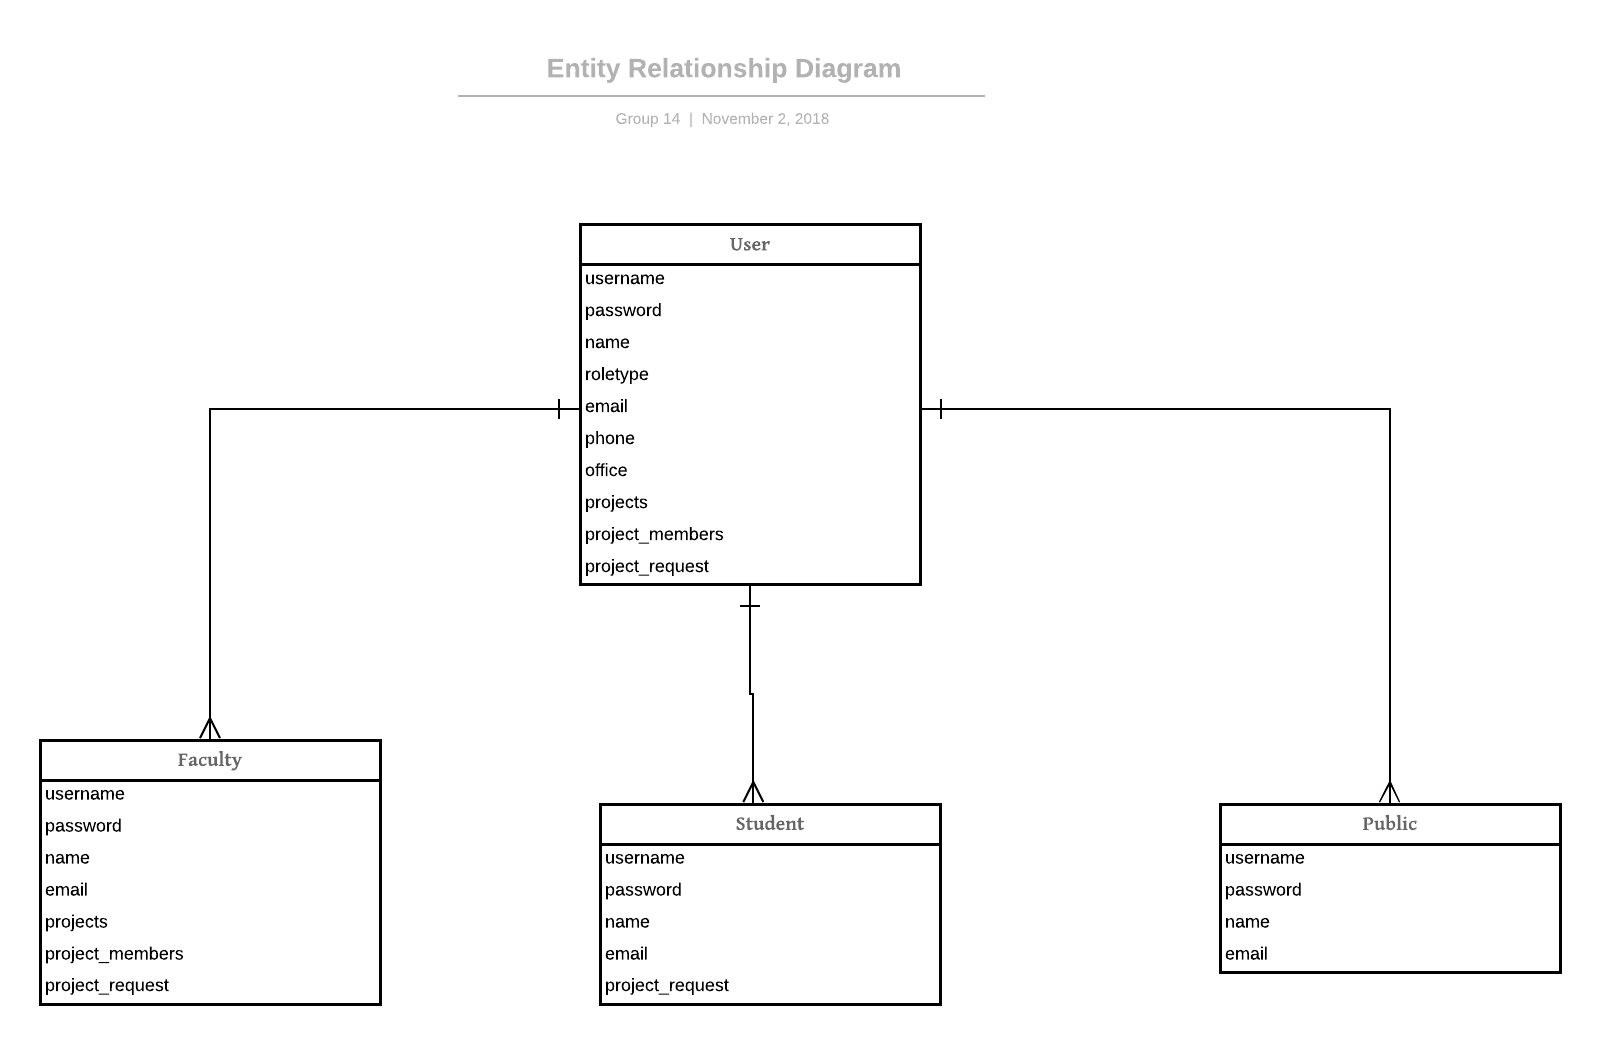 Entity Relationship Diagram
Group 14 | November 2, 2018
User
username
password
name
roletype
email
phone
office
projects
project_members
project_request
Faculty
username
password
name
email
projects
project_members
project_request
Student
username
password
name
email
project_request
Public
username
password
name
email